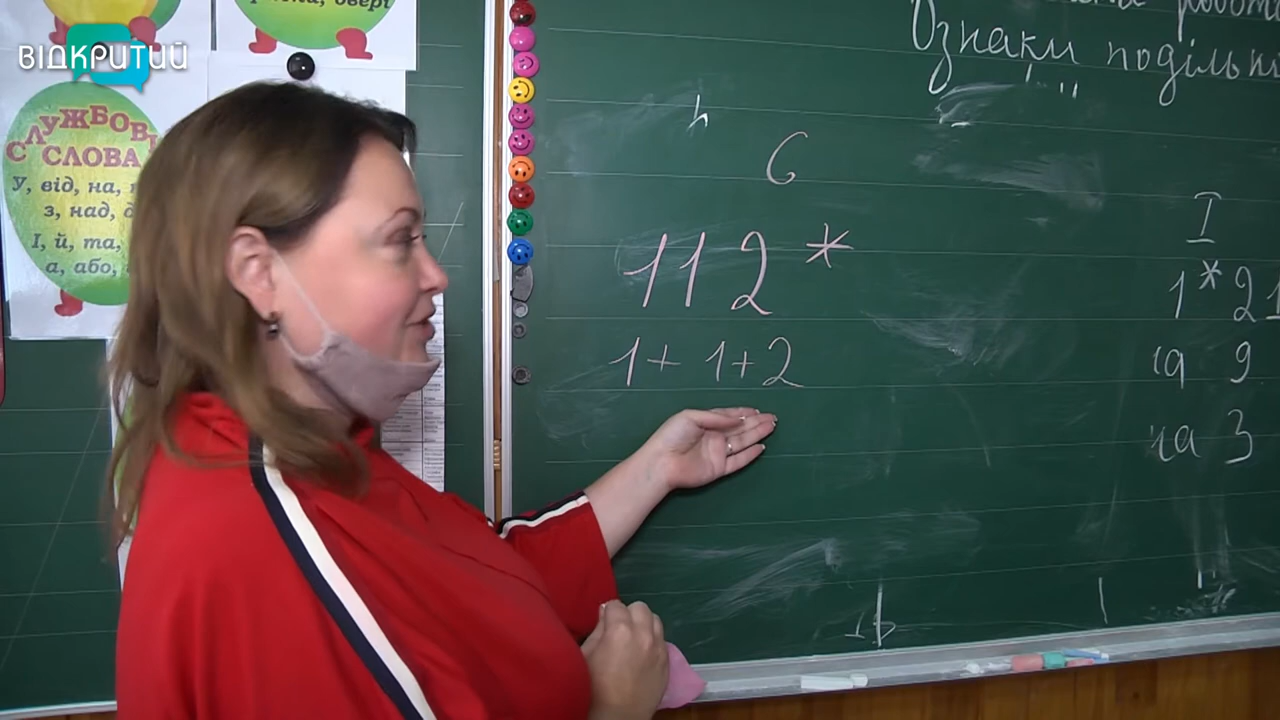 ВІДКРИТИЙ
СЛУЖБОВІ
СЛОВА
У, від, на,
з, над,
І, й, та,
а, або,
Ознаки подільн
6
112*
1+ 1+2
I
1*21
на 9
на 3